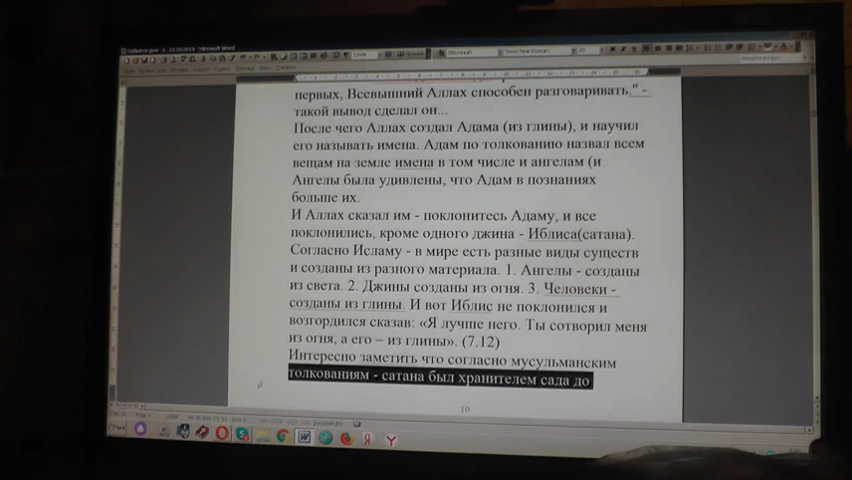 первых, Всевышний Аллах способен разговаривать." -
такой вывод сделал он...
После чего Аллах создал Адама (из глины), и научил
его называть имена. Адам по толкованию назвал всем
вещам на земле имена в том числе и ангелам (и
Ангелы была удивлены, что Адам в познаниях
больше их.
И Аллах сказал им - поклонитесь Адаму, и все
поклонились, кроме одного джина - Иблиса(сатана).
Согласно Исламу - в мире есть разные виды существ
и созданы из разного материала. 1. Ангелы - созданы
из света. 2. Джины созданы из огня. 3. Человеки -
созданы из глины. И вот Иблис не поклонился и
возгордился сказав: «Я лучше него. Ты сотворил меня
из огня, а его – из глины». (7.12)
Интересно заметить что согласно мусульманским
толкованиям - сатана был хранителем сада до
10